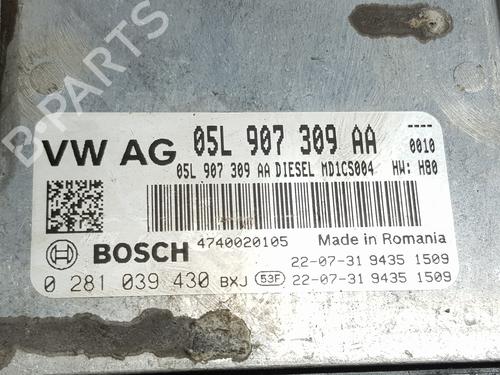 B-PARTS
----
VW AG 05L 907 309 AA 0010
05L 907 309 AA DIESEL MD1CS004 HW: H80
BOSCH 4740020105 Made in Romania
22-07-31 9435 1509
0 281 039 430 BXJ 53F 22-07-31 9435 1509